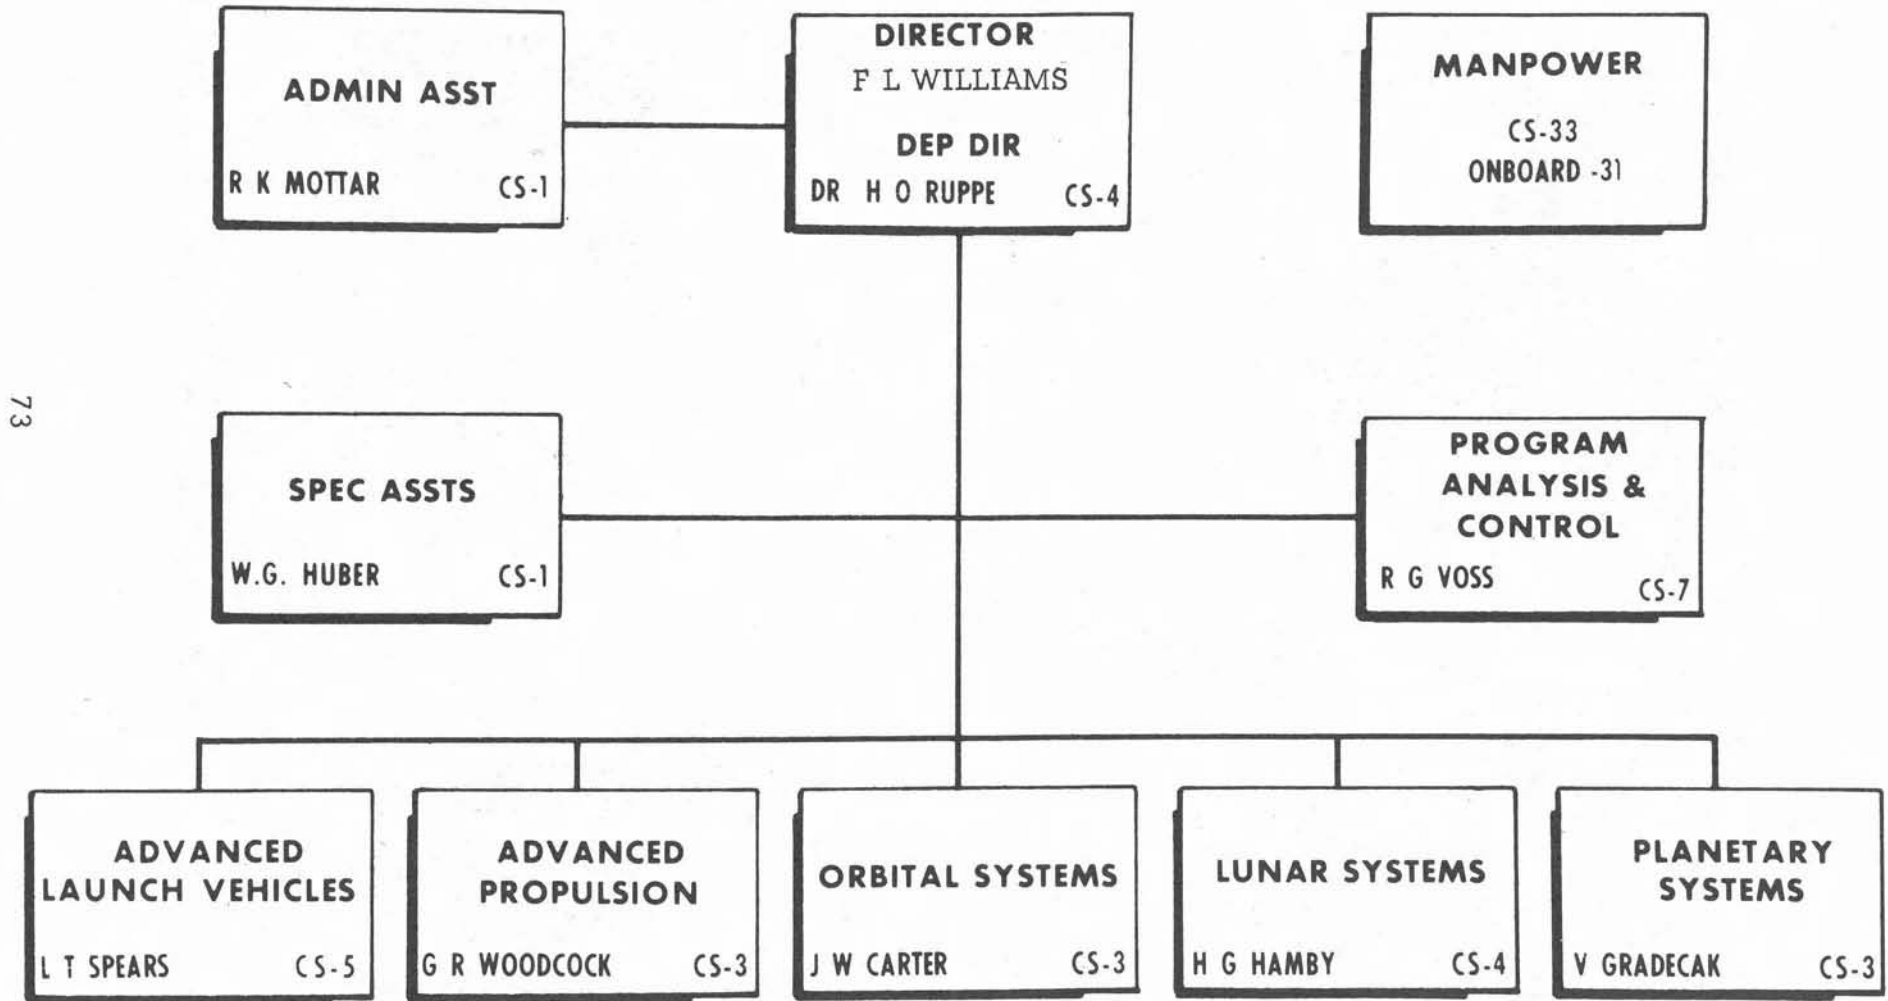 ADMIN ASST
R K MOTTAR CS-1
DIRECTOR
F L WILLIAMS
DEP DIR
DR H O RUPPE CS-4
MANPOWER
CS-33
ONBOARD -31
73
SPEC ASSTS
W.G. HUBER CS-1
PROGRAM
ANALYSIS &
CONTROL
R G VOSS CS-7
ADVANCED
LAUNCH VEHICLES
L T SPEARS CS-5
ADVANCED
PROPULSION
G R WOODCOCK CS-3
ORBITAL SYSTEMS
J W CARTER CS-3
LUNAR SYSTEMS
H G HAMBY CS-4
PLANETARY
SYSTEMS
V GRADECAK CS-3